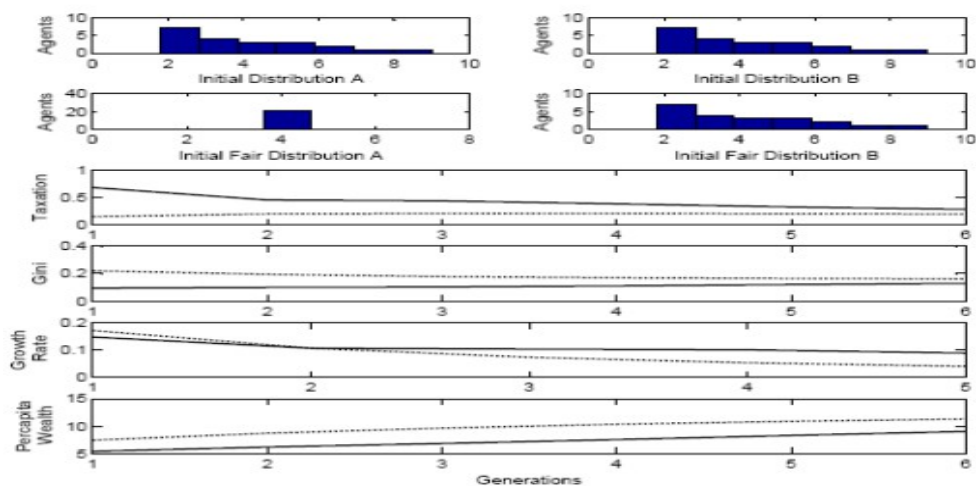 10
5
0
Agents
0 2 4 6 8 10
Initial Distribution A
10
5
0
Agents
0 2 4 6 8 10
Initial Distribution B
40
20
0
Agents
2 4 6 8
Initial Fair Distribution A
10
5
0
Agents
0 2 4 6 8 10
Initial Fair Distribution B
1
0.5
0
Taxation
1 2 3 4 5 6
0.4
0.2
0
Gini
1 2 3 4 5 6
0.2
0.1
0
Growth
Rate
1 2 3 4 5
15
10
5
Percapita
Wealth
1 2 3 4 5 6
Generations